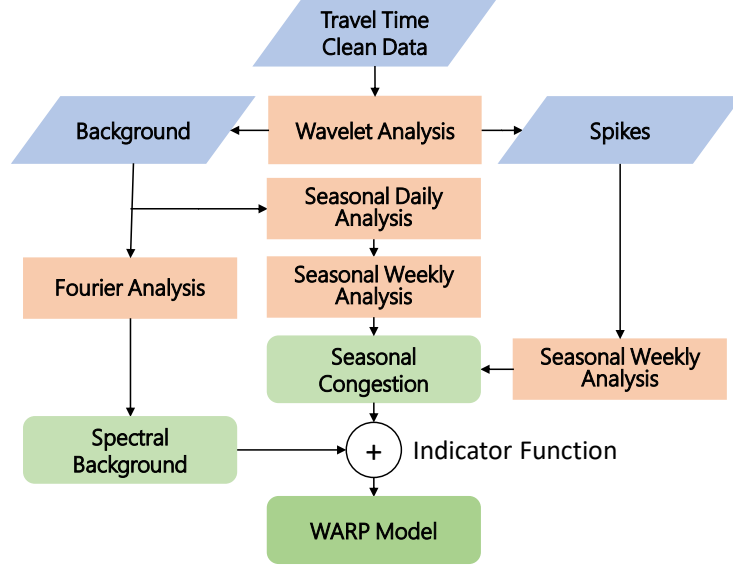 Travel Time
Clean Data
Background
Wavelet Analysis
Spikes
Seasonal Daily
Analysis
Fourier Analysis
Seasonal Weekly
Analysis
Seasonal
Congestion
Seasonal Weekly
Analysis
Spectral
Background
+
Indicator Function
WARP Model